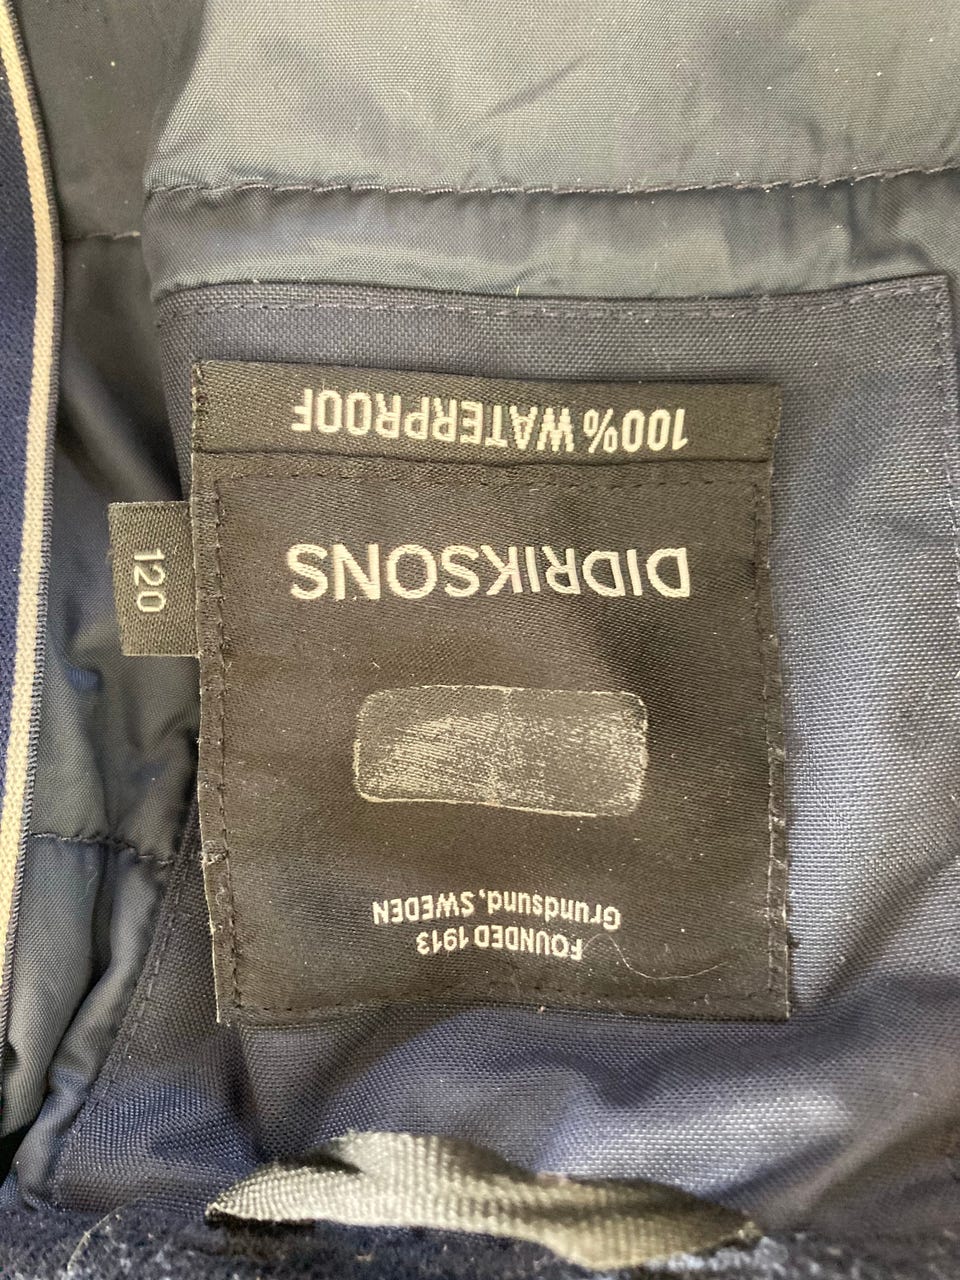 FOUNDED 1913
Grundsund, SWEDEN
DIDRIKSONS
100% WATERPROOF
120